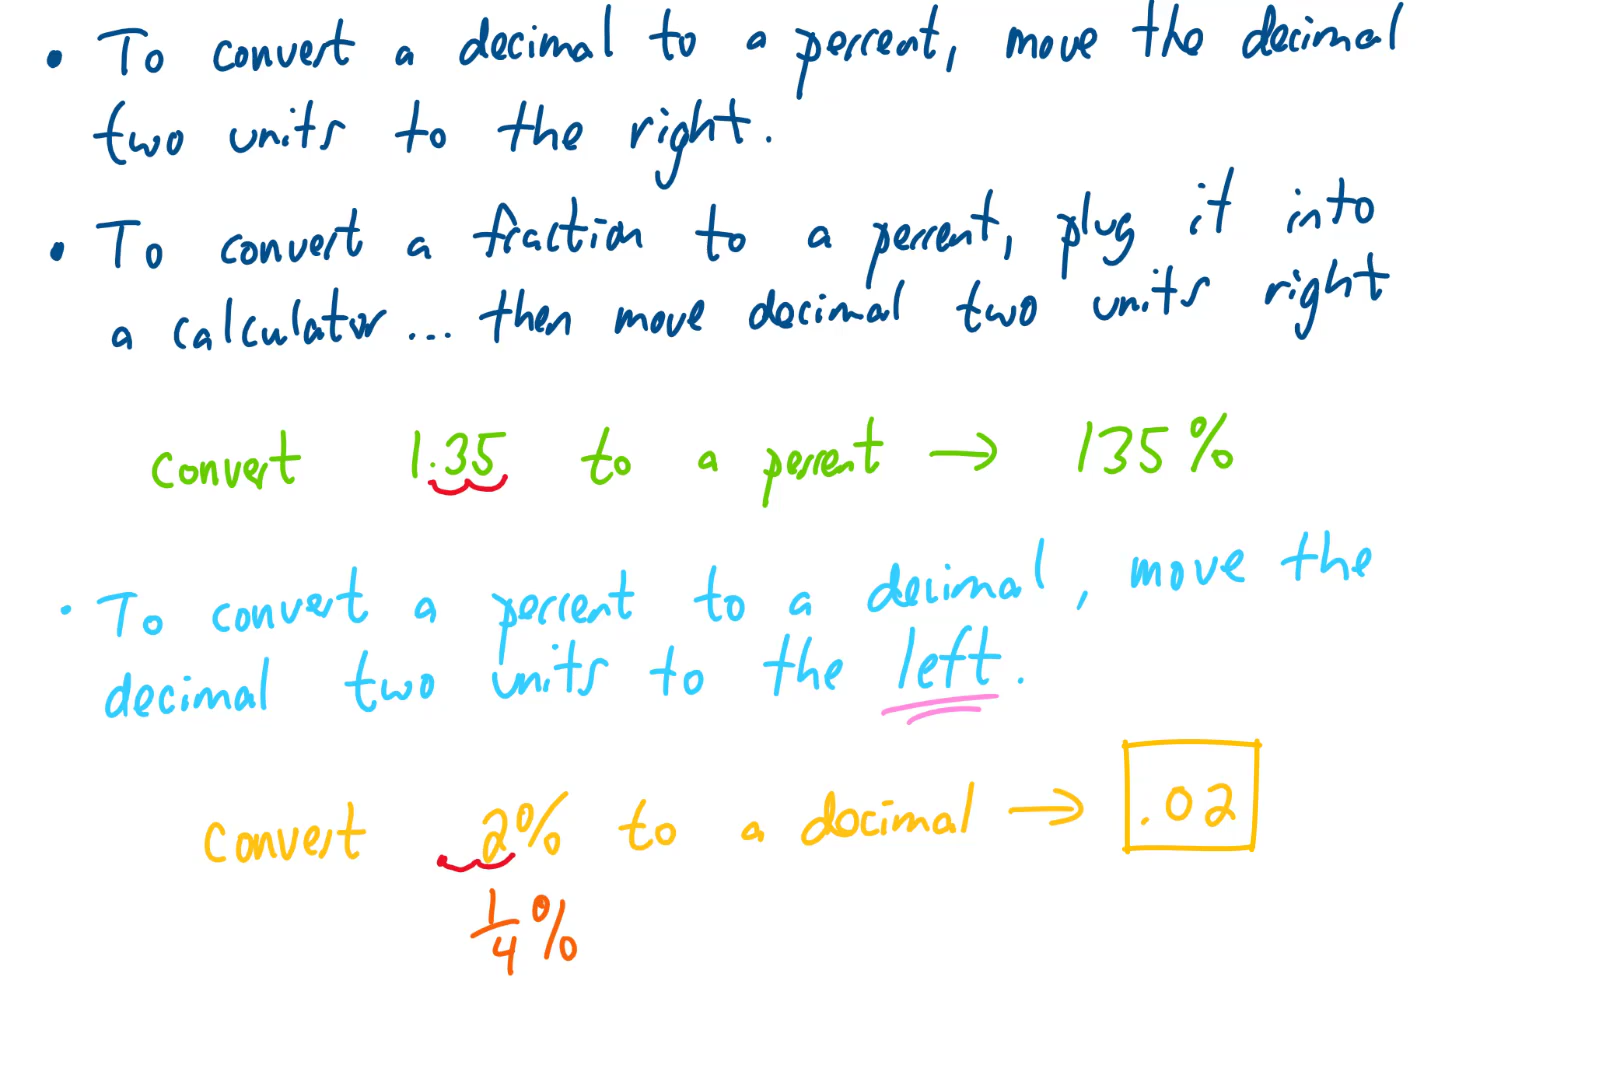 • To convert a decimal to a percent, move the decimal
two units to the right.
• To convert a fraction to a percent, plug it into
a calculator... then move decimal two units right
convert 1.35 to a percent → 135%
• To convert a percent to a decimal, move the
decimal two units to the left.
convert 2% to a decimal → .02
1/4%